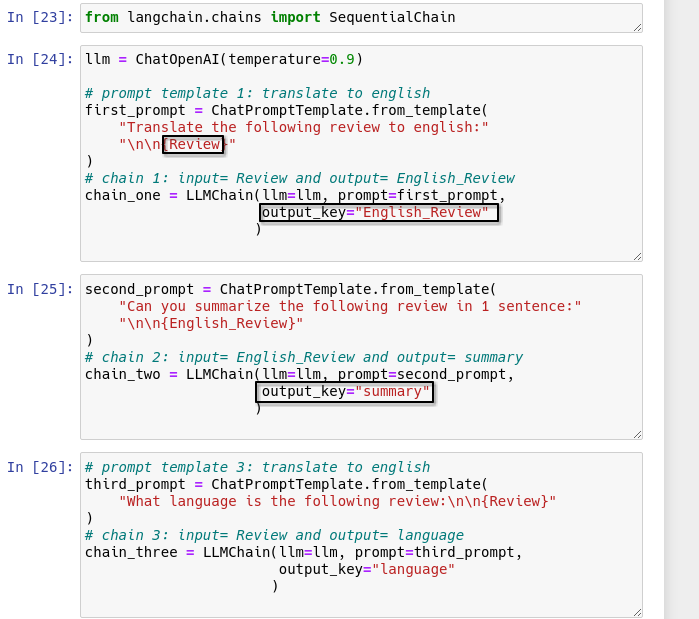 In [23]: from langchain.chains import SequentialChain
In [24]: llm = ChatOpenAI(temperature=0.9)
# prompt template 1: translate to english
first_prompt = ChatPromptTemplate.from_template(
"Translate the following review to english:"
"\n\n{Review}"
)
# chain 1: input= Review and output= English_Review
chain_one = LLMChain(llm=llm, prompt=first_prompt,
output_key="English_Review"
)
In [25]: second_prompt = ChatPromptTemplate.from_template(
"Can you summarize the following review in 1 sentence:"
"\n\n{English_Review}"
)
# chain 2: input= English_Review and output= summary
chain_two = LLMChain(llm=llm, prompt=second_prompt,
output_key="summary"
)
In [26]: # prompt template 3: translate to english
third_prompt = ChatPromptTemplate.from_template(
"What language is the following review:\n\n{Review}"
)
# chain 3: input= Review and output= language
chain_three = LLMChain(llm=llm, prompt=third_prompt,
output_key="language"
)